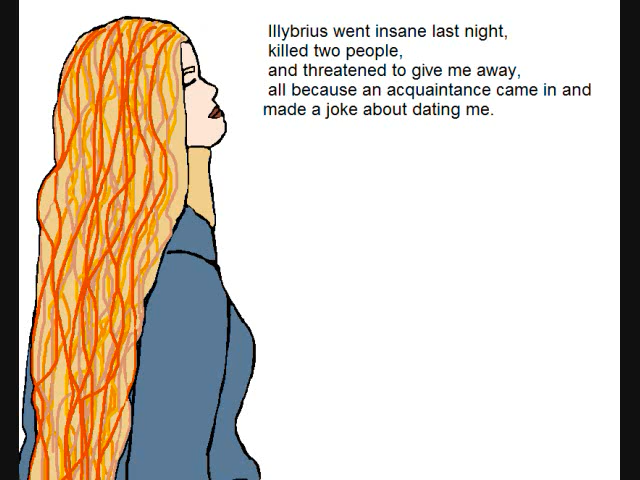 Illybrius went insane last night,
killed two people,
and threatened to give me away,
all because an acquaintance came in and
made a joke about dating me.